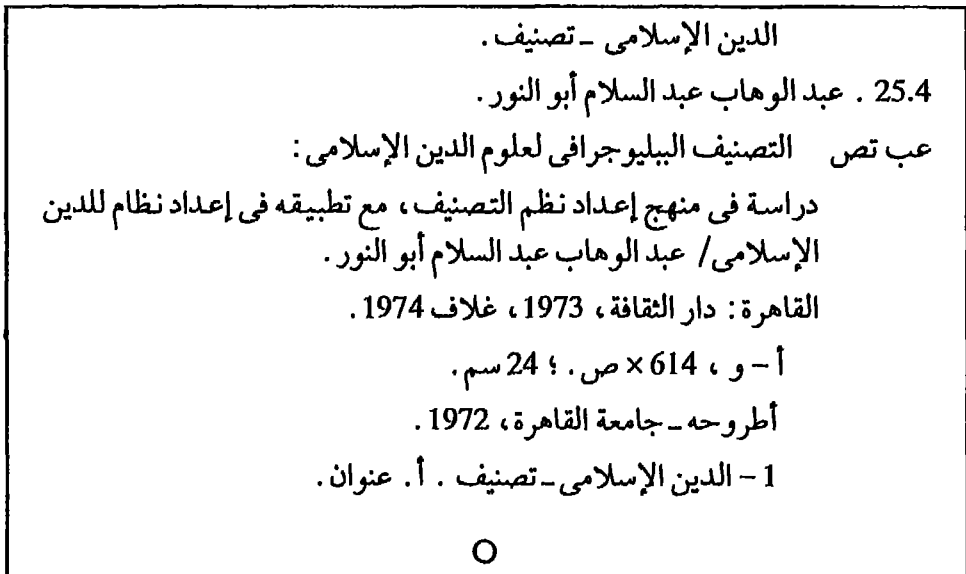 الدين الإسلامى ـ تصنيف .
25.4 . عبد الوهاب عبد السلام أبو النور .
عب تص التصنيف الببليوجرافى لعلوم الدين الإسلامى :
دراسة فى منهج إعداد نظم التصنيف، مع تطبيقه فى إعداد نظام للدين
الإسلامى/ عبد الوهاب عبد السلام أبو النور .
القاهرة : دار الثقافة، 1973، غلاف 1974 .
أ – و ، 614 × ص . ؛ 24 سم .
أطروحه ـ جامعة القاهرة، 1972 .
1 – الدين الإسلامى ـ تصنيف . أ . عنوان .